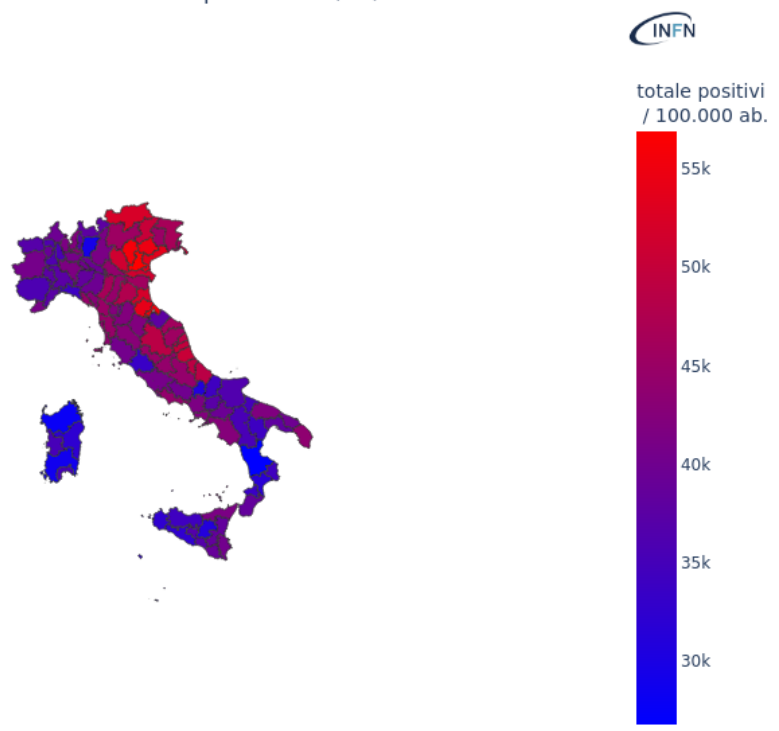 INFN
totale positivi
/ 100.000 ab.
55k
50k
45k
40k
35k
30k